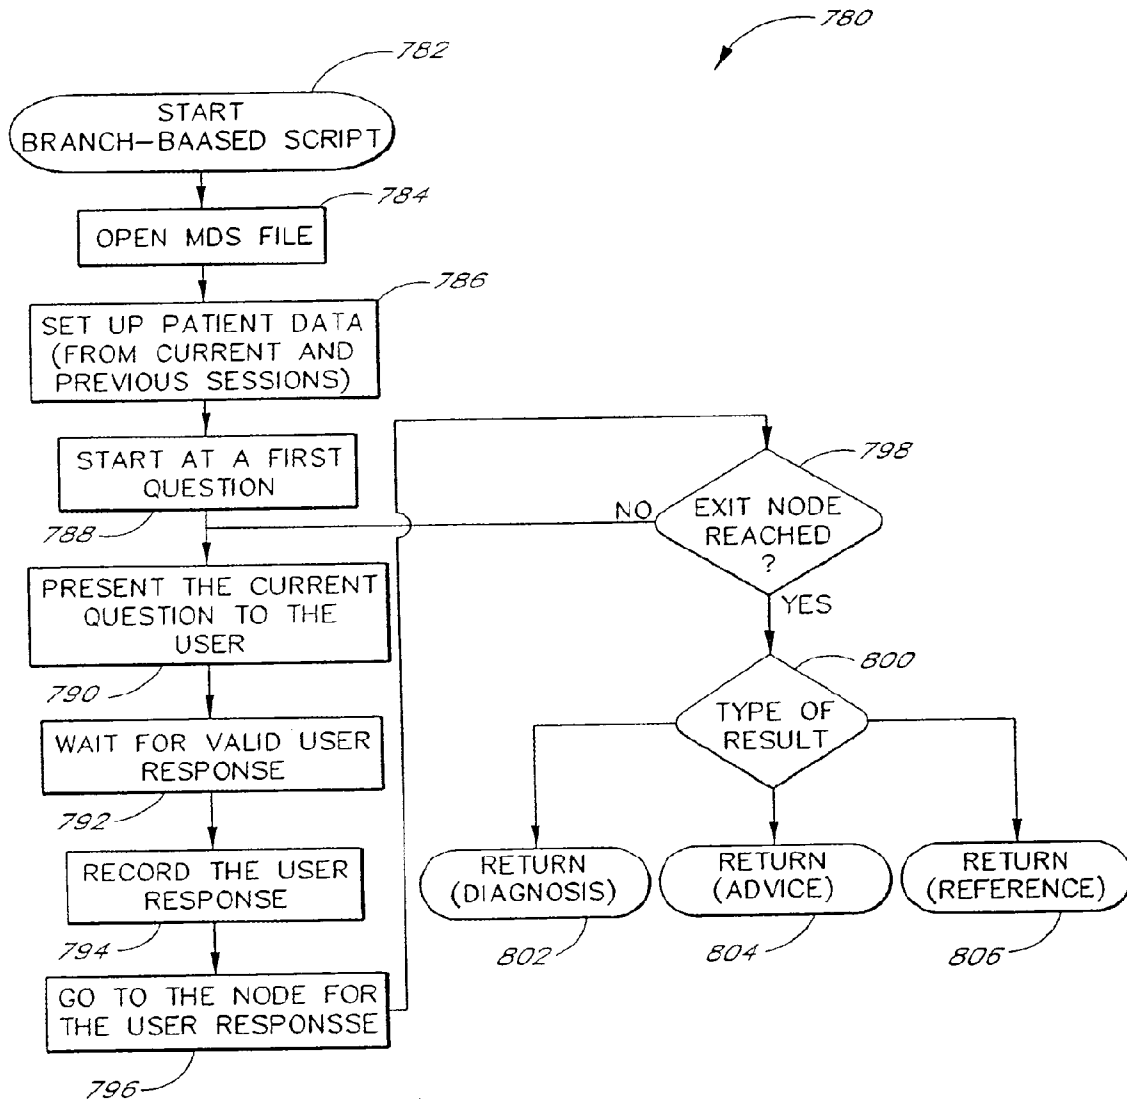 780
782
START
BRANCH-BAASED SCRIPT
784
OPEN MDS FILE
786
SET UP PATIENT DATA
(FROM CURRENT AND
PREVIOUS SESSIONS)
START AT A FIRST
QUESTION
788
PRESENT THE CURRENT
QUESTION TO THE
USER
790
WAIT FOR VALID USER
RESPONSE
792
RECORD THE USER
RESPONSE
794
GO TO THE NODE FOR
THE USER RESPONSSE
796
798
EXIT NODE
REACHED
?
NO
YES
800
TYPE OF
RESULT
RETURN
(DIAGNOSIS)
802
RETURN
(ADVICE)
804
RETURN
(REFERENCE)
806